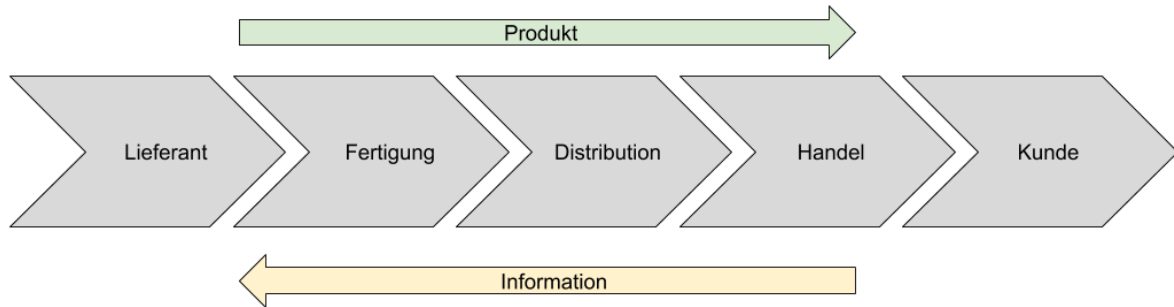 Produkt
Lieferant
Fertigung
Distribution
Handel
Kunde
Information